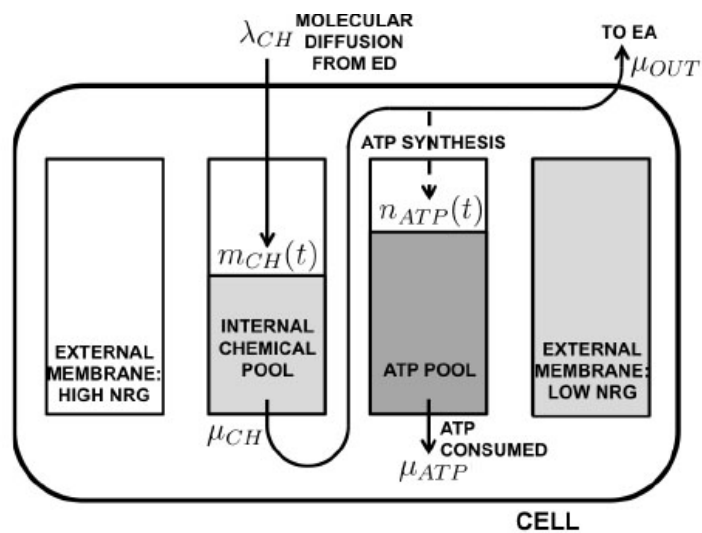 λ_CH
MOLECULAR
DIFFUSION
FROM ED
TO EA
μ_OUT
ATP SYNTHESIS
m_CH(t)
n_ATP(t)
EXTERNAL
MEMBRANE:
HIGH NRG
INTERNAL
CHEMICAL
POOL
ATP POOL
EXTERNAL
MEMBRANE:
LOW NRG
μ_CH
ATP
CONSUMED
μ_ATP
CELL